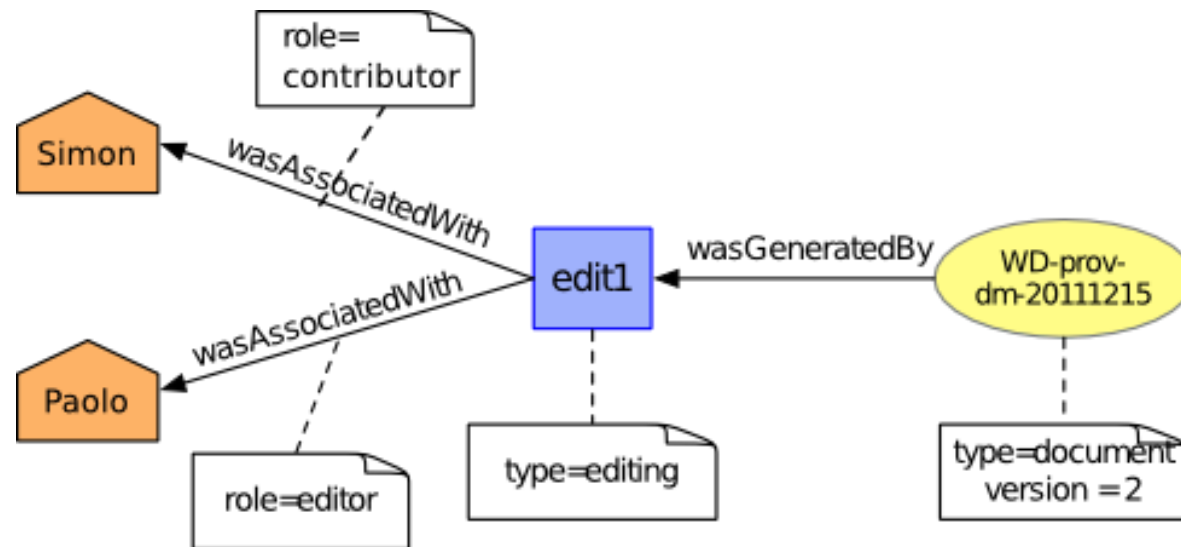 role=
contributor
Simon
wasAssociatedWith
edit1
wasGeneratedBy
WD-prov-
dm-20111215
wasAssociatedWith
Paolo
role=editor
type=editing
type=document
version =2